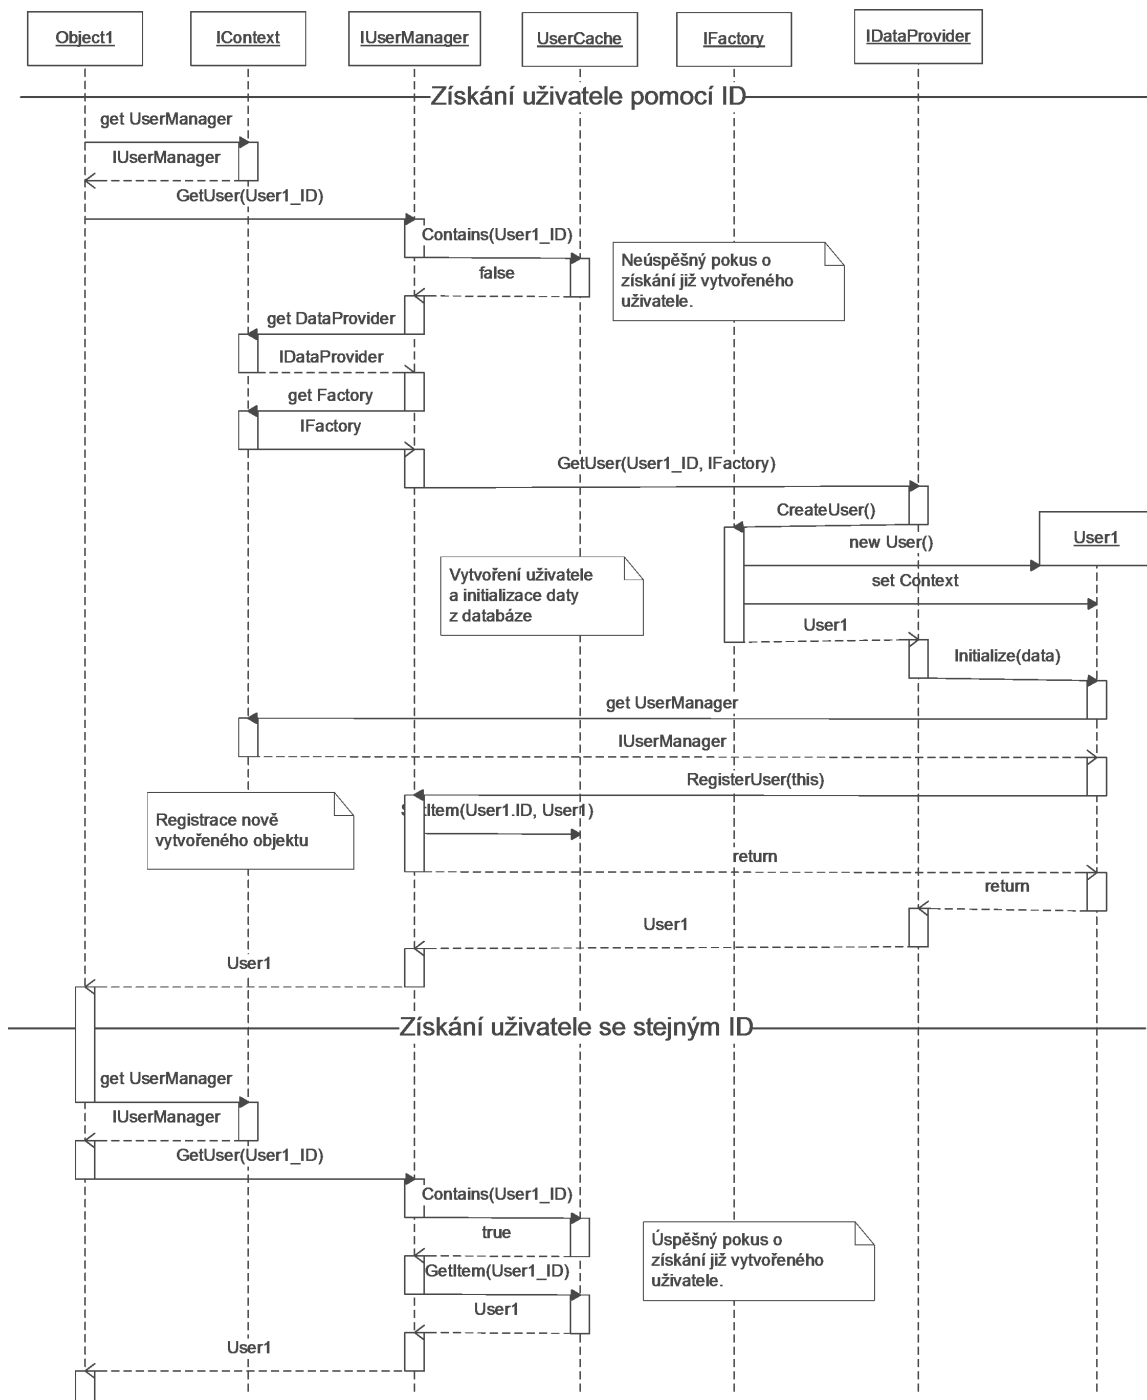 Object1
IContext
IUserManager
UserCache
IFactory
IDataProvider
Získání uživatele pomocí ID
get UserManager
IUserManager
GetUser(User1_ID)
Contains(User1_ID)
Neúspěšný pokus o
získání již vytvořeného
uživatele.
false
get DataProvider
IDataProvider
get Factory
IFactory
GetUser(User1_ID, IFactory)
CreateUser()
new User()
User1
Vytvoření uživatele
a initializace daty
z databáze
set Context
User1
Initialize(data)
get UserManager
IUserManager
RegisterUser(this)
Registrace nově
vytvořeného objektu
(User1.ID, User1)
return
return
User1
User1
Získání uživatele se stejným ID
get UserManager
IUserManager
GetUser(User1_ID)
Contains(User1_ID)
Úspěšný pokus o
získání již vytvořeného
uživatele.
true
GetItem(User1_ID)
User1
User1